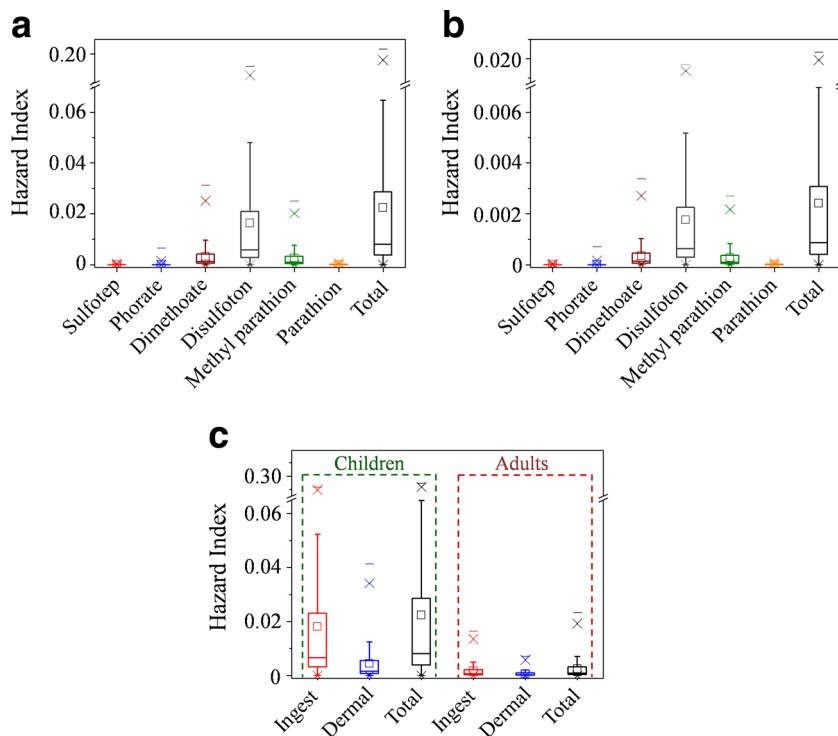 a
0.20
0.06
0.04
0.02
0
Hazard Index
Sulfotep
Phorate
Dimethoate
Disulfoton
Methyl parathion
Parathion
Total
b
0.020
0.006
0.004
0.002
0
Hazard Index
Sulfotep
Phorate
Dimethoate
Disulfoton
Methyl parathion
Parathion
Total
c
Children
Adults
0.30
0.06
0.04
0.02
0
Hazard Index
Ingest
Dermal
Total
Ingest
Dermal
Total